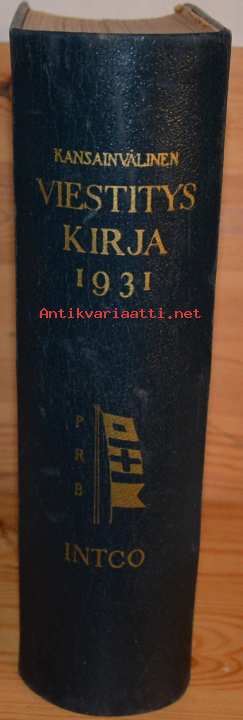 KANSAINVÄLINEN
VIESTITYS
KIRJA
1931
Antikvariaatti.net
P
R
B
INTCO